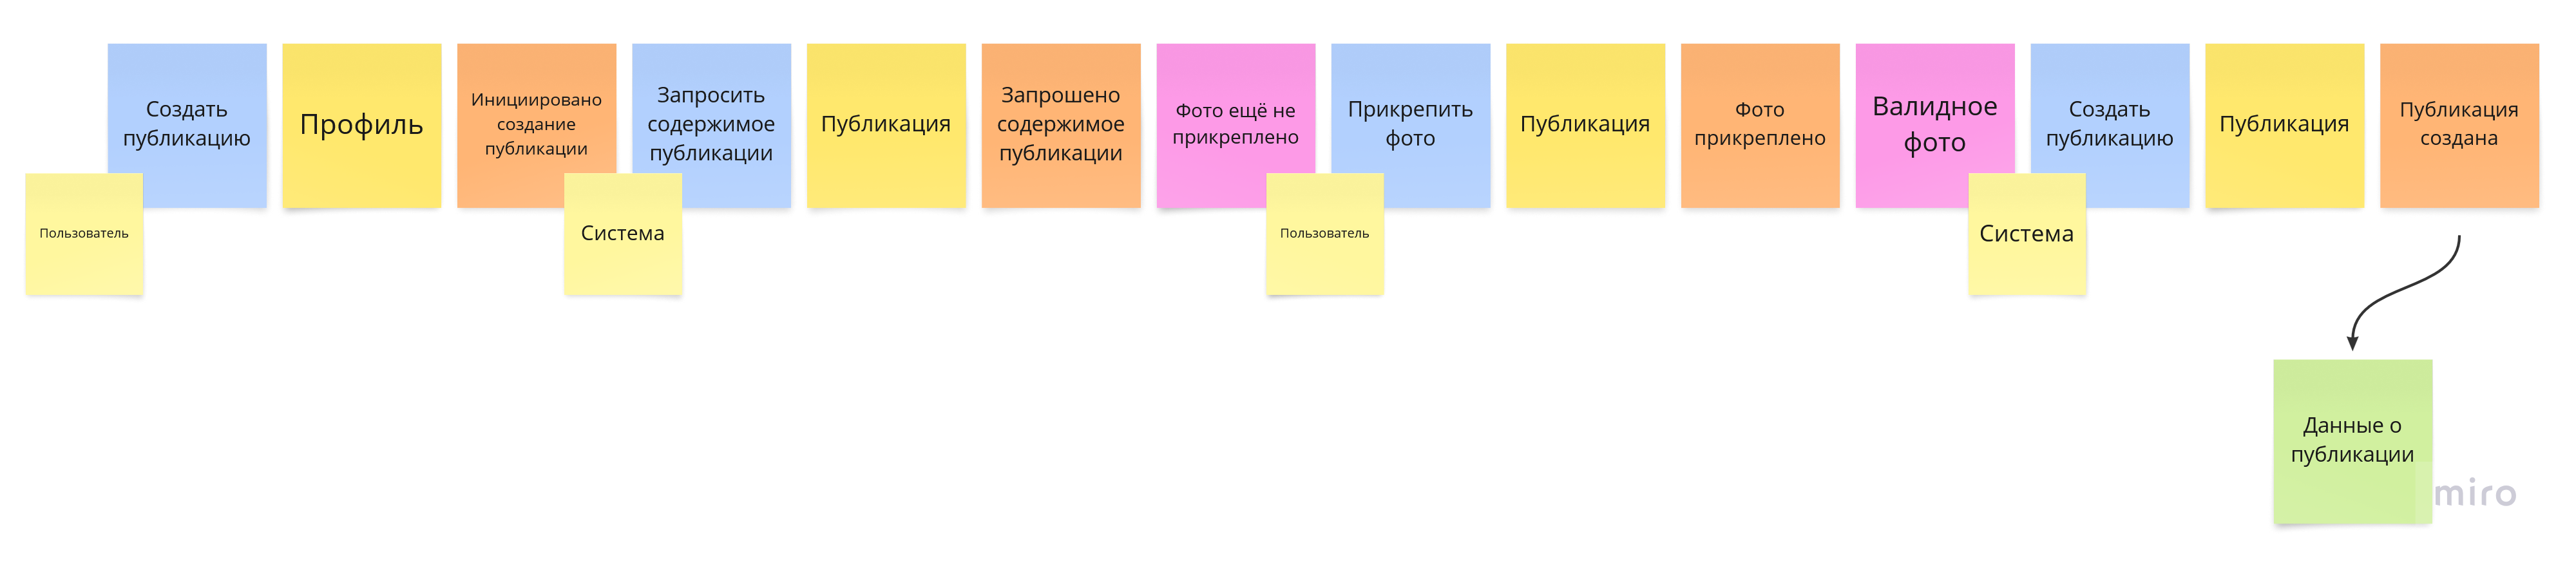 Создать
публикацию
Профиль
Инициировано
создание
публикации
Запросить
содержимое
публикации
Публикация
Запрошено
содержимое
публикации
Фото ещё не
прикреплено
Прикрепить
фото
Публикация
Фото
прикреплено
Валидное
фото
Создать
публикацию
Публикация
Публикация
создана
Пользователь
Система
Пользователь
Система
Данные о
публикации
miro